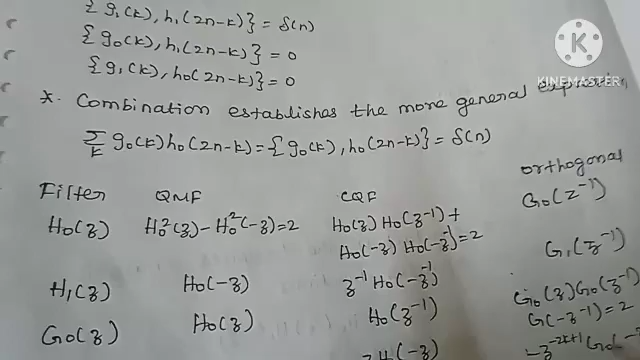 {g₁(k), h₁(2n-k)} = δ(n)
{g₀(k), h₁(2n-k)} = 0
{g₁(k), h₀(2n-k)} = 0
KINEMASTER
*. Combination establishes the more general
Σ g₀(k)h₀(2n-k) = {g₀(k), h₀(2n-k)} = δ(n)
k
orthogonal
Filter QMF CQF
H₀(z) H₀²(z) - H₀²(-z) = 2 H₀(z) H₀(z⁻¹) + G₀(z⁻¹)
H₀(-z) H₀(-z⁻¹) = 2
G₁(z⁻¹)
H₁(z) H₀(-z) z⁻¹ H₀(-z⁻¹)
G₀(z) G₀(z⁻¹)
G₀(z) H₀(z) H₀(z⁻¹) G(-z⁻¹) = 2